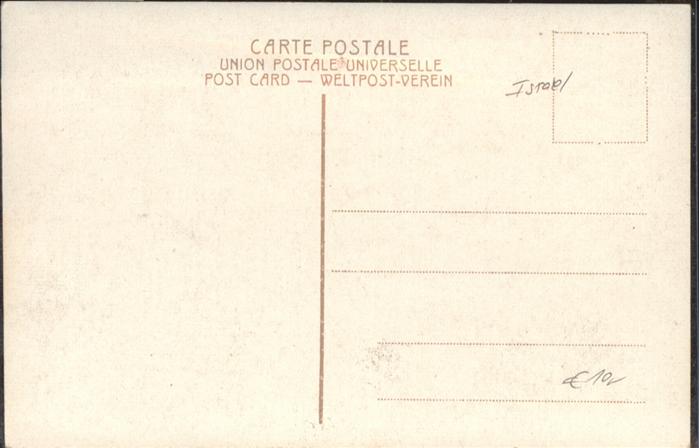 CARTE POSTALE
UNION POSTALE UNIVERSELLE
POST CARD — WELTPOST-VEREIN
Israel
€ 10,-